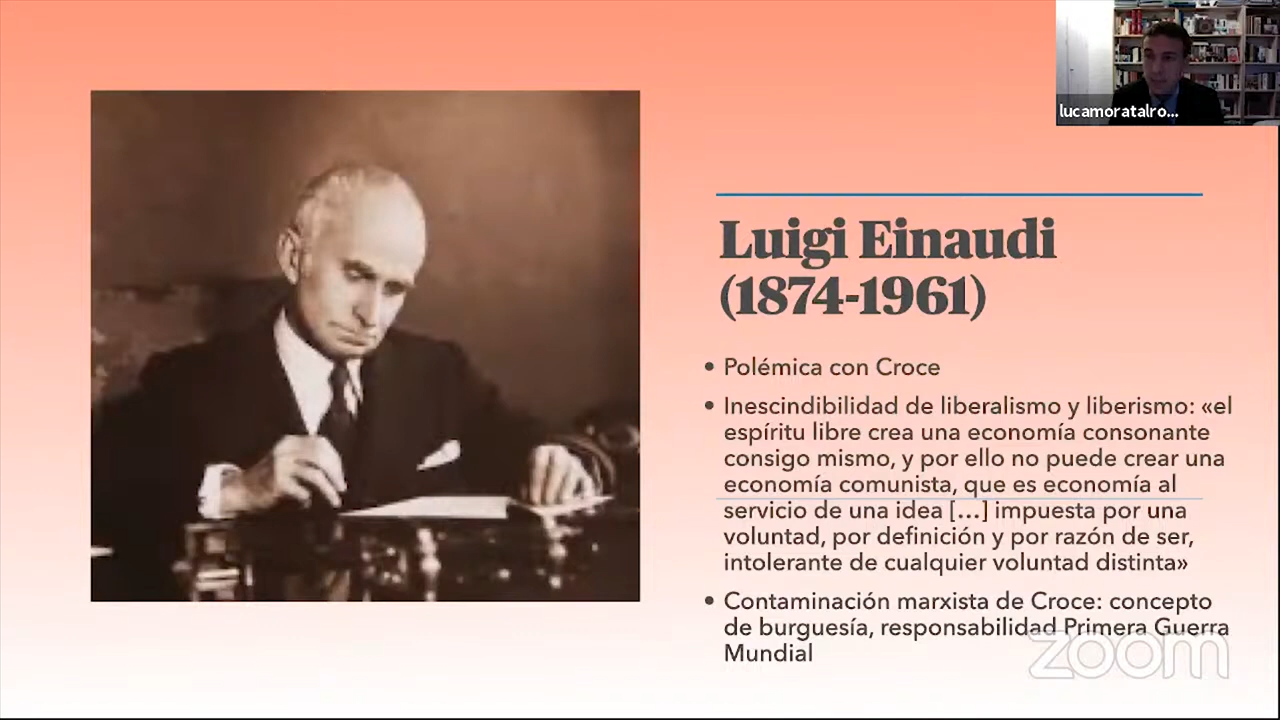 lucamoratalro...
Luigi Einaudi
(1874-1961)
• Polémica con Croce
• Inescindibilidad de liberalismo y liberismo: «el
espíritu libre crea una economía consonante
consigo mismo, y por ello no puede crear una
economía comunista, que es economía al
servicio de una idea [...] impuesta por una
voluntad, por definición y por razón de ser,
intolerante de cualquier voluntad distinta»
• Contaminación marxista de Croce: concepto
de burguesía, responsabilidad Primera Guerra
Mundial
zoom